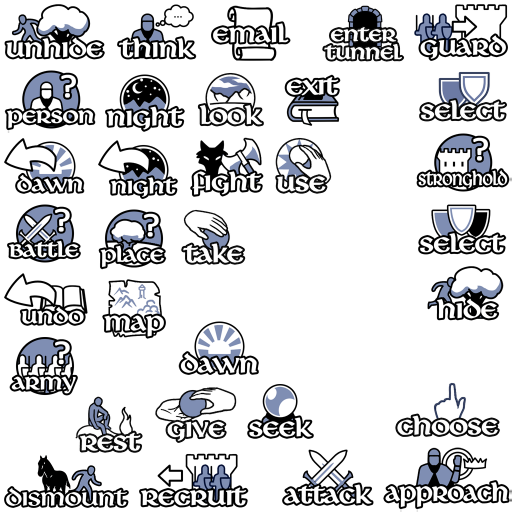 unhide think email enter tunnel guard
person night look exit select
dawn night fight use stronghold
battle place take select
undo map hide
dawn
army
rest give seek choose
dismount recruit attack approach